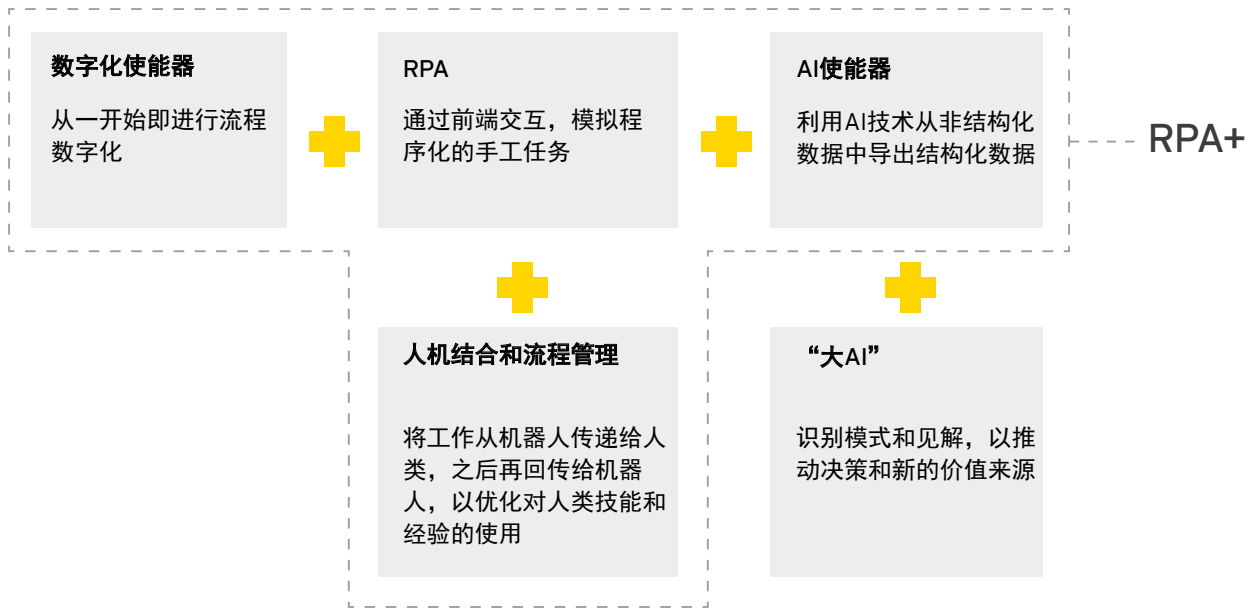 数字化使能器
从一开始即进行流程
数字化
RPA
通过前端交互，模拟程
序化的手工任务
AI使能器
利用AI技术从非结构化
数据中导出结构化数据
RPA+
人机结合和流程管理
将工作从机器人传递给人
类，之后再回传给机器
人，以优化对人类技能和
经验的使用
“大AI”
识别模式和见解，以推
动决策和新的价值来源